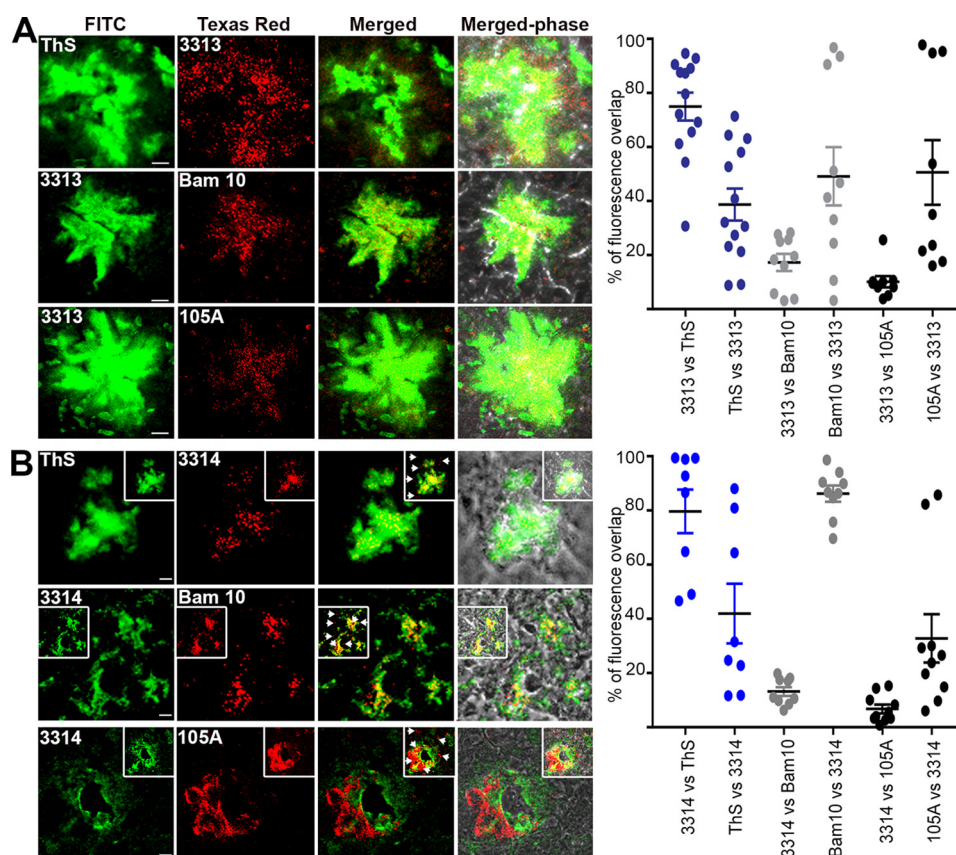 A
FITC Texas Red Merged Merged-phase
ThS 3313
3313 Bam 10
3313 105A
% of fluorescence overlap
100
80
60
40
20
3313 vs ThS
ThS vs 3313
3313 vs Bam10
Bam10 vs 3313
3313 vs 105A
105A vs 3313
B
ThS 3314
3314 Bam 10
3314 105A
% of fluorescence overlap
100
80
60
40
20
3314 vs ThS
ThS vs 3314
3314 vs Bam10
Bam10 vs 3314
3314 vs 105A
105A vs 3314